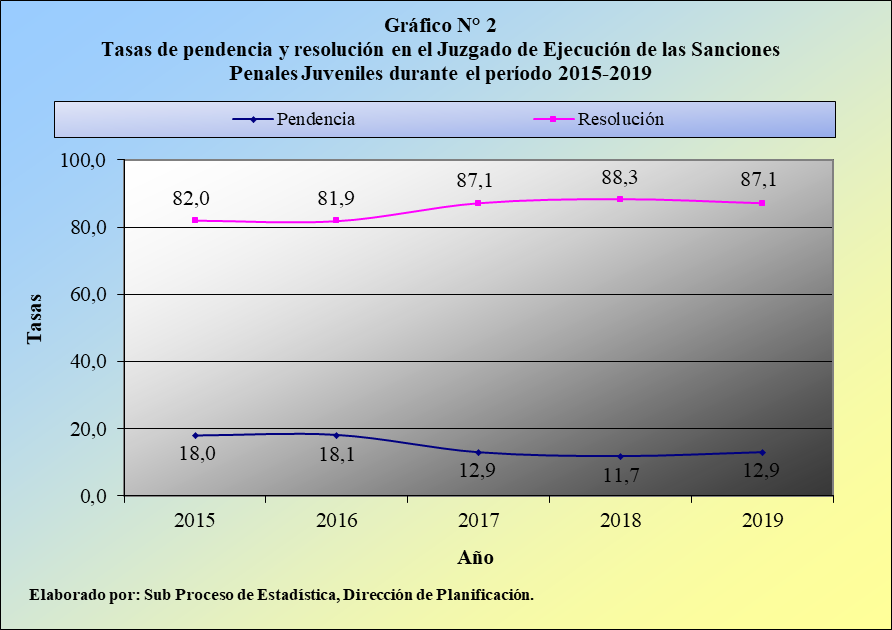 Gráfico N° 2
Tasas de pendencia y resolución en el Juzgado de Ejecución de las Sanciones
Penales Juveniles durante el período 2015-2019
Pendencia Resolución
100,0
80,0
60,0
40,0
20,0
0,0
Tasas
82,0 81,9 87,1 88,3 87,1
18,0 18,1 12,9 11,7 12,9
2015 2016 2017 2018 2019
Año
Elaborado por: Sub Proceso de Estadística, Dirección de Planificación.